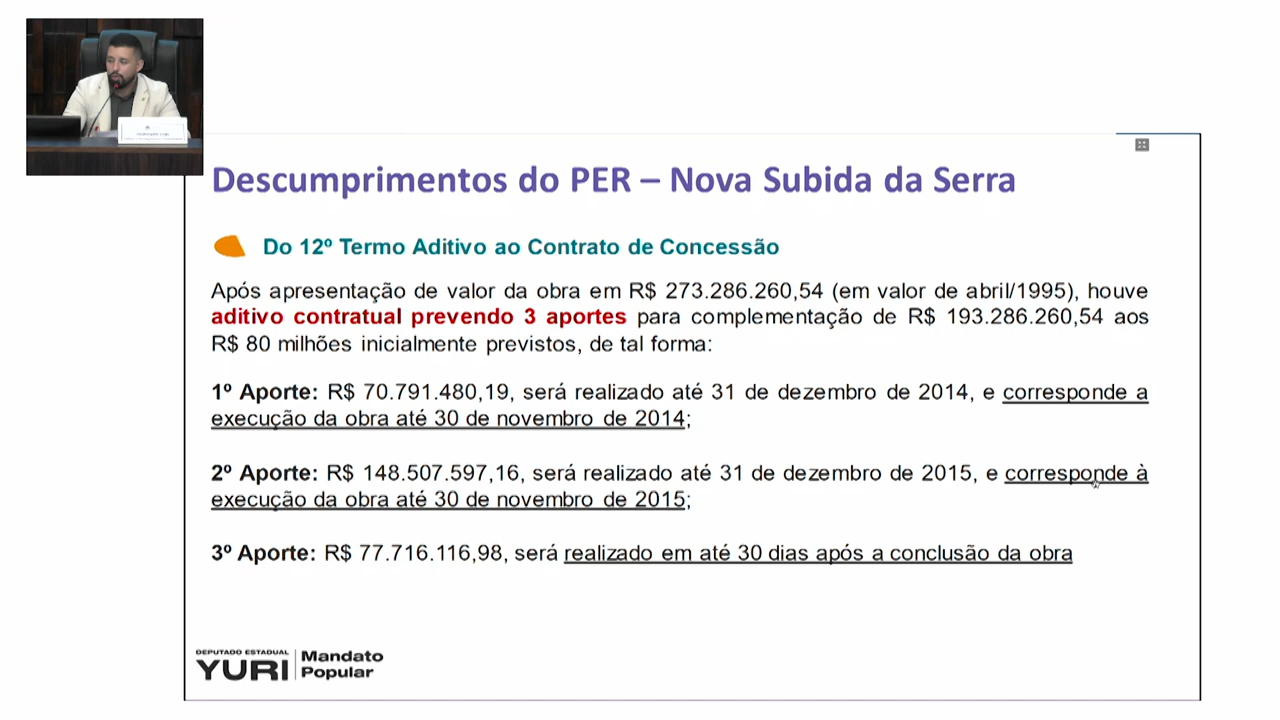 Descumprimentos do PER – Nova Subida da Serra
Do 12º Termo Aditivo ao Contrato de Concessão
Após apresentação de valor da obra em R$ 273.286.260,54 (em valor de abril/1995), houve
aditivo contratual prevendo 3 aportes para complementação de R$ 193.286.260,54 aos
R$ 80 milhões inicialmente previstos, de tal forma:
1º Aporte: R$ 70.791.480,19, será realizado até 31 de dezembro de 2014, e corresponde a
execução da obra até 30 de novembro de 2014;
2º Aporte: R$ 148.507.597,16, será realizado até 31 de dezembro de 2015, e corresponde à
execução da obra até 30 de novembro de 2015;
3º Aporte: R$ 77.716.116,98, será realizado em até 30 dias após a conclusão da obra
DEPUTADO ESTADUAL
YURI
Mandato
Popular